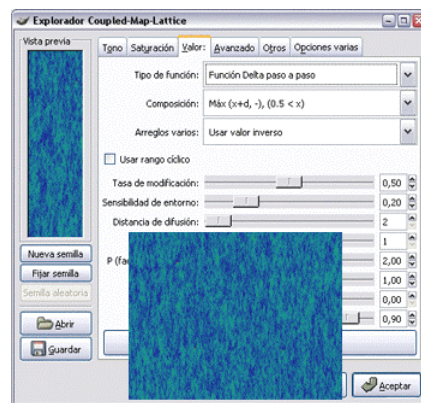 Explorador Coupled-Map-Lattice
Vista previa
Tono Saturación Valor: Avanzado Otros Opciones varias
Tipo de función: Función Delta paso a paso
Composición: Máx (x+d, -), (0.5 < x)
Arreglos varios: Usar valor inverso
Usar rango cíclico
Tasa de modificación: 0,50
Sensibilidad de entorno: 0,20
Distancia de difusión: 2
1
P (fa 2,00
1,00
0,00
0,90
Nueva semilla
Fijar semilla
Semilla aleatoria
Abrir
Guardar
Aceptar